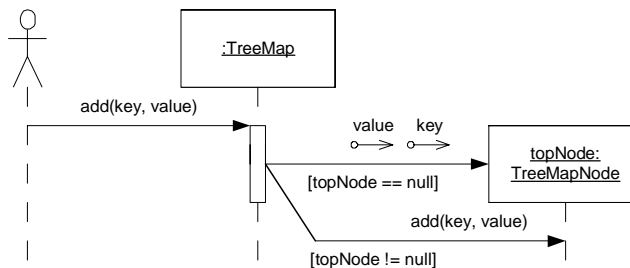 :TreeMap
add(key, value)
value key
topNode:
TreeMapNode
[topNode == null]
add(key, value)
[topNode != null]